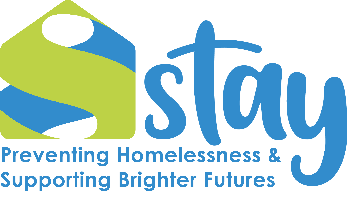 stay
Preventing Homelessness &
Supporting Brighter Futures